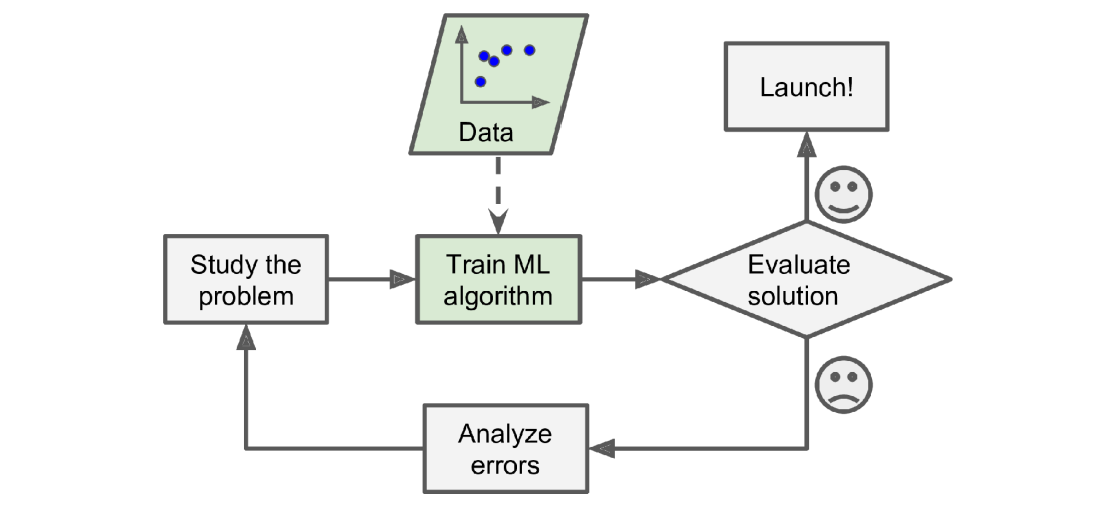 Data
Launch!
Study the
problem
Train ML
algorithm
Evaluate
solution
Analyze
errors